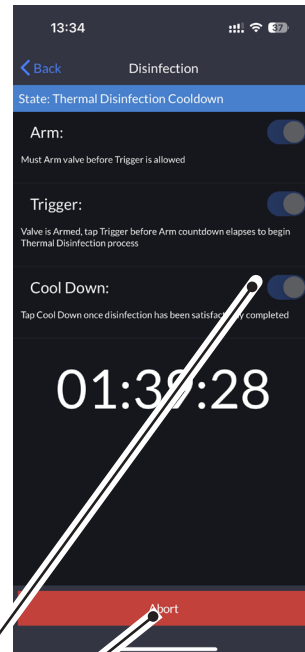 13:34
37
Back
Disinfection
State: Thermal Disinfection Cooldown
Arm:
Must Arm valve before Trigger is allowed
Trigger:
Valve is Armed, tap Trigger before Arm countdown elapses to begin
Thermal Disinfection process
Cool Down:
Tap Cool Down once disinfection has been satisfactorily completed
01:39:28
Abort